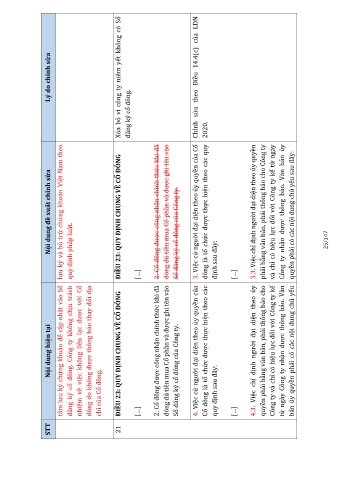 STT
Nội dung hiện tại
Nội dung đề xuất chỉnh sửa
Lý do chỉnh sửa
tâm lưu ký chứng khoán để cập nhật vào Sổ
đăng ký cổ đông. Công ty không chịu trách
nhiệm về việc không liên lạc được với Cổ
đông do không được thông báo thay đổi địa
chỉ của Cổ đông.
lưu ký và bù trừ chứng khoán Việt Nam theo
quy định pháp luật.
21
ĐIỀU 23: QUY ĐỊNH CHUNG VỀ CỔ ĐÔNG
[...]
2. Cổ đông được công nhận chính thức khi đã
đóng đủ tiền mua Cổ phần và được ghi tên vào
Sổ đăng ký cổ đông của Công ty.
ĐIỀU 22: QUY ĐỊNH CHUNG VỀ CỔ ĐÔNG
[...]
2. Cổ đông được công nhận chính thức khi đã
đóng đủ tiền mua Cổ phần và được ghi tên vào
Sổ đăng ký cổ đông của Công ty.
Xóa bỏ vì công ty niêm yết không có Sổ
đăng ký cổ đông.
4. Việc cử người đại diện theo ủy quyền của
Cổ đông là tổ chức được thực hiện theo các
quy định sau đây:
[...]
4.3. Việc chỉ định người đại diện theo ủy
quyền phải bằng văn bản, phải thông báo cho
Công ty và chỉ có hiệu lực đối với Công ty kể
từ ngày Công ty nhận được thông báo. Văn
bản ủy quyền phải có các nội dung chủ yếu
3. Việc cử người đại diện theo ủy quyền của Cổ
đông là tổ chức được thực hiện theo các quy
định sau đây:
[...]
3.3. Việc chỉ định người đại diện theo ủy quyền
phải bằng văn bản, phải thông báo cho Công ty
và chỉ có hiệu lực đối với Công ty kể từ ngày
Công ty nhận được thông báo. Văn bản ủy
quyền phải có các nội dung chủ yếu sau đây:
Chỉnh sửa theo Điều 14.4(c) của LDN
2020.
25/147